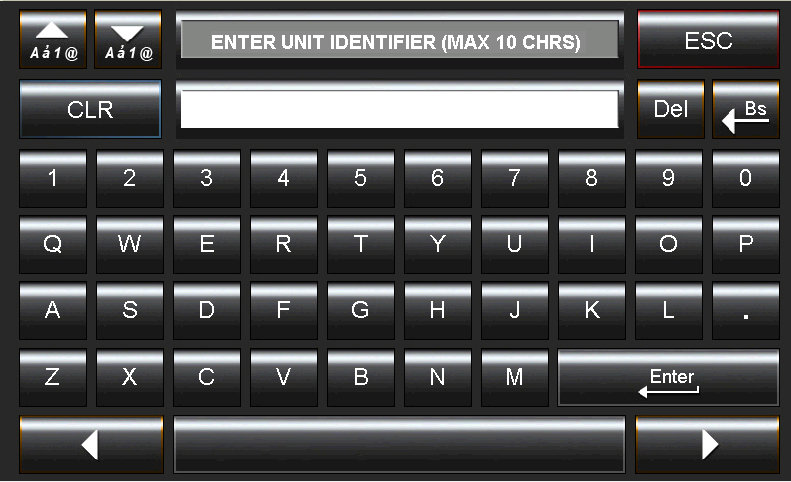 Aå1@ Aå1@ ENTER UNIT IDENTIFIER (MAX 10 CHRS) ESC
CLR Del Bs
1 2 3 4 5 6 7 8 9 0
Q W E R T Y U I O P
A S D F G H J K L .
Z X C V B N M Enter